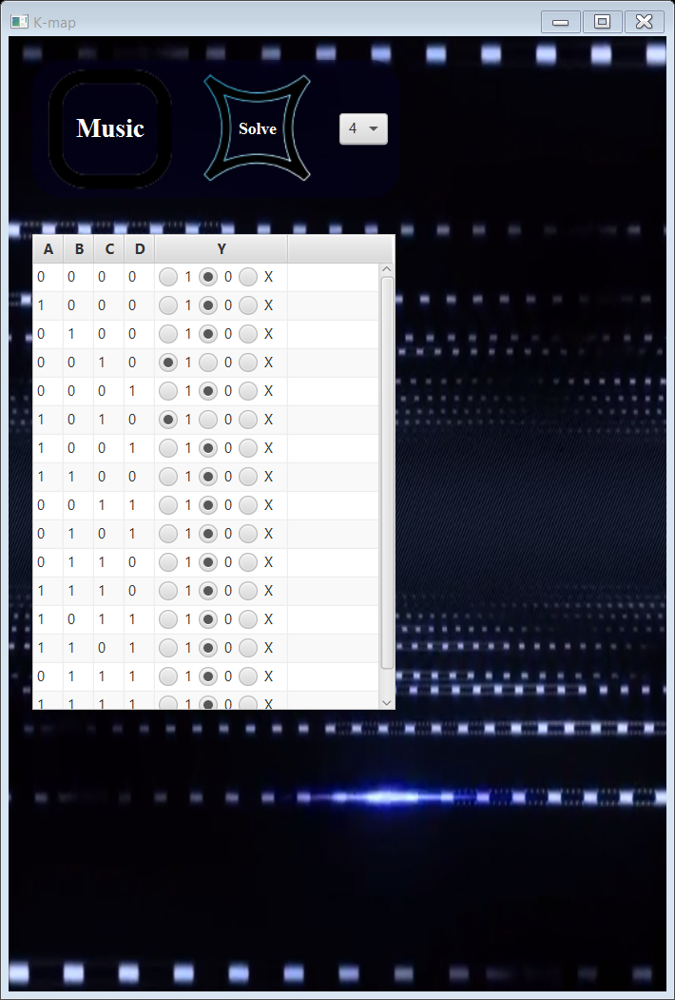 K-map
Music Solve 4
A B C D Y
0 0 0 0 1 0 X
1 0 0 0 1 0 X
0 1 0 0 1 0 X
0 0 1 0 1 0 X
0 0 0 1 1 0 X
1 0 1 0 1 0 X
1 0 0 1 1 0 X
1 1 0 0 1 0 X
0 0 1 1 1 0 X
0 1 0 1 1 0 X
0 1 1 0 1 0 X
1 1 1 0 1 0 X
1 0 1 1 1 0 X
1 1 0 1 1 0 X
0 1 1 1 1 0 X
1 1 1 1 1 0 X